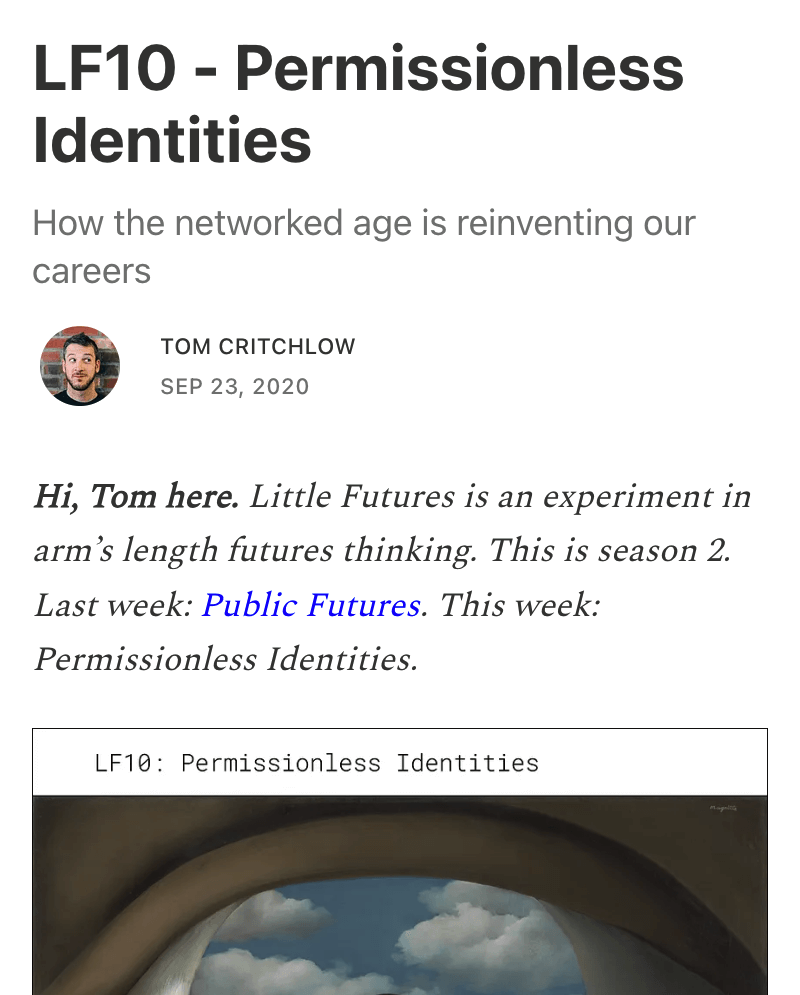 LF10 - Permissionless
Identities
How the networked age is reinventing our
careers
TOM CRITCHLOW
SEP 23, 2020
Hi, Tom here. Little Futures is an experiment in
arm’s length futures thinking. This is season 2.
Last week: Public Futures. This week:
Permissionless Identities.
LF10: Permissionless Identities